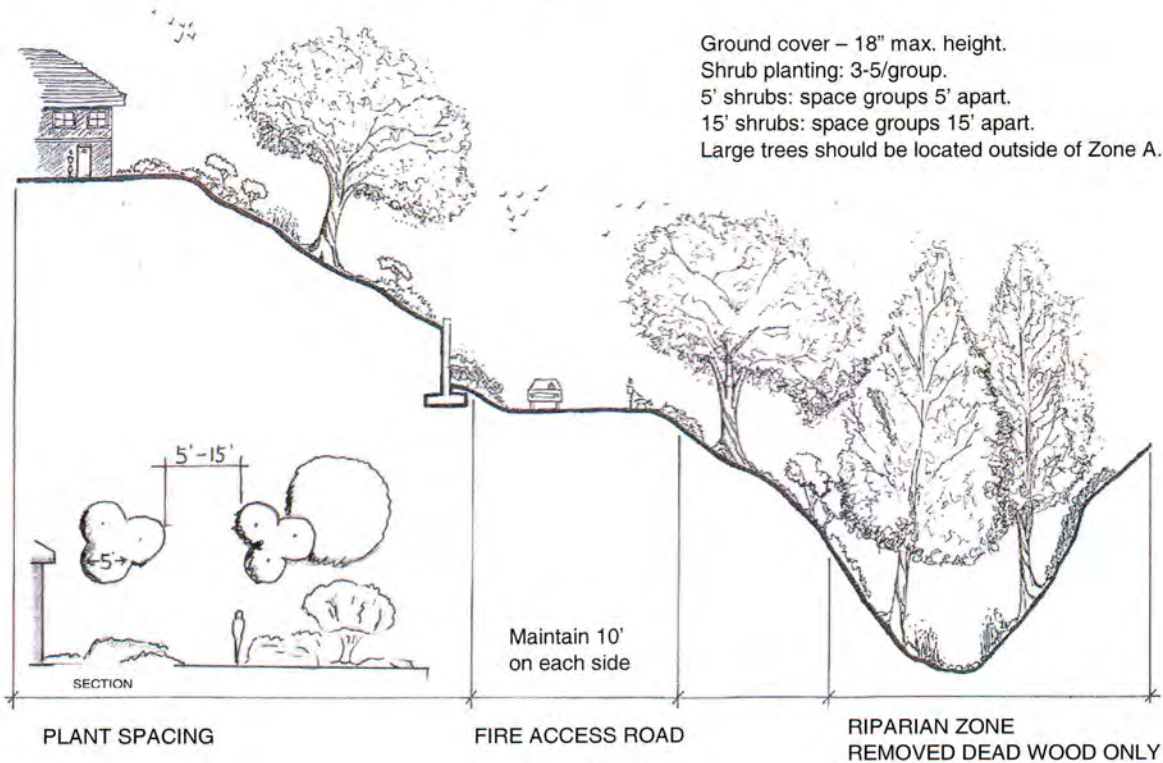 Ground cover – 18" max. height.
Shrub planting: 3-5/group.
5' shrubs: space groups 5' apart.
15' shrubs: space groups 15' apart.
Large trees should be located outside of Zone A.
5'-15'
5'
SECTION
Maintain 10'
on each side
PLANT SPACING
FIRE ACCESS ROAD
RIPARIAN ZONE
REMOVED DEAD WOOD ONLY